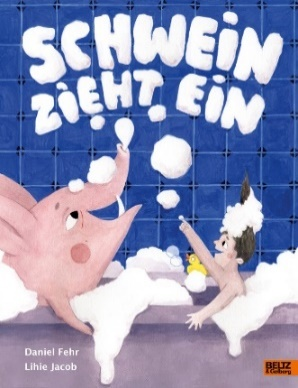 SCHWEIN
ZIEHT EIN
Daniel Fehr
Lihie Jacob
BELTZ
& Gelberg